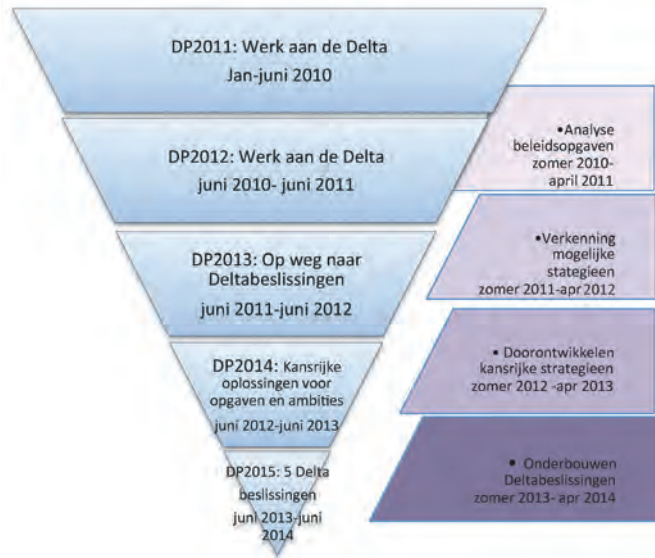 DP2011: Werk aan de Delta
Jan-juni 2010
DP2012: Werk aan de Delta
juni 2010- juni 2011
DP2013: Op weg naar
Deltabeslissingen
juni 2011-juni 2012
DP2014: Kansrijke
oplossingen voor
opgaven en ambities
juni 2012-juni 2013
DP2015: 5 Delta
beslissingen
juni 2013-juni
2014
•Analyse
beleidsopgaven
zomer 2010-
april 2011
•Verkenning
mogelijke
stategieen
zomer 2011-apr 2012
• Doorontwikkelen
kansrijke strategieen
zomer 2012 -apr 2013
• Onderbouwen
Deltabeslissingen
zomer 2013- apr 2014